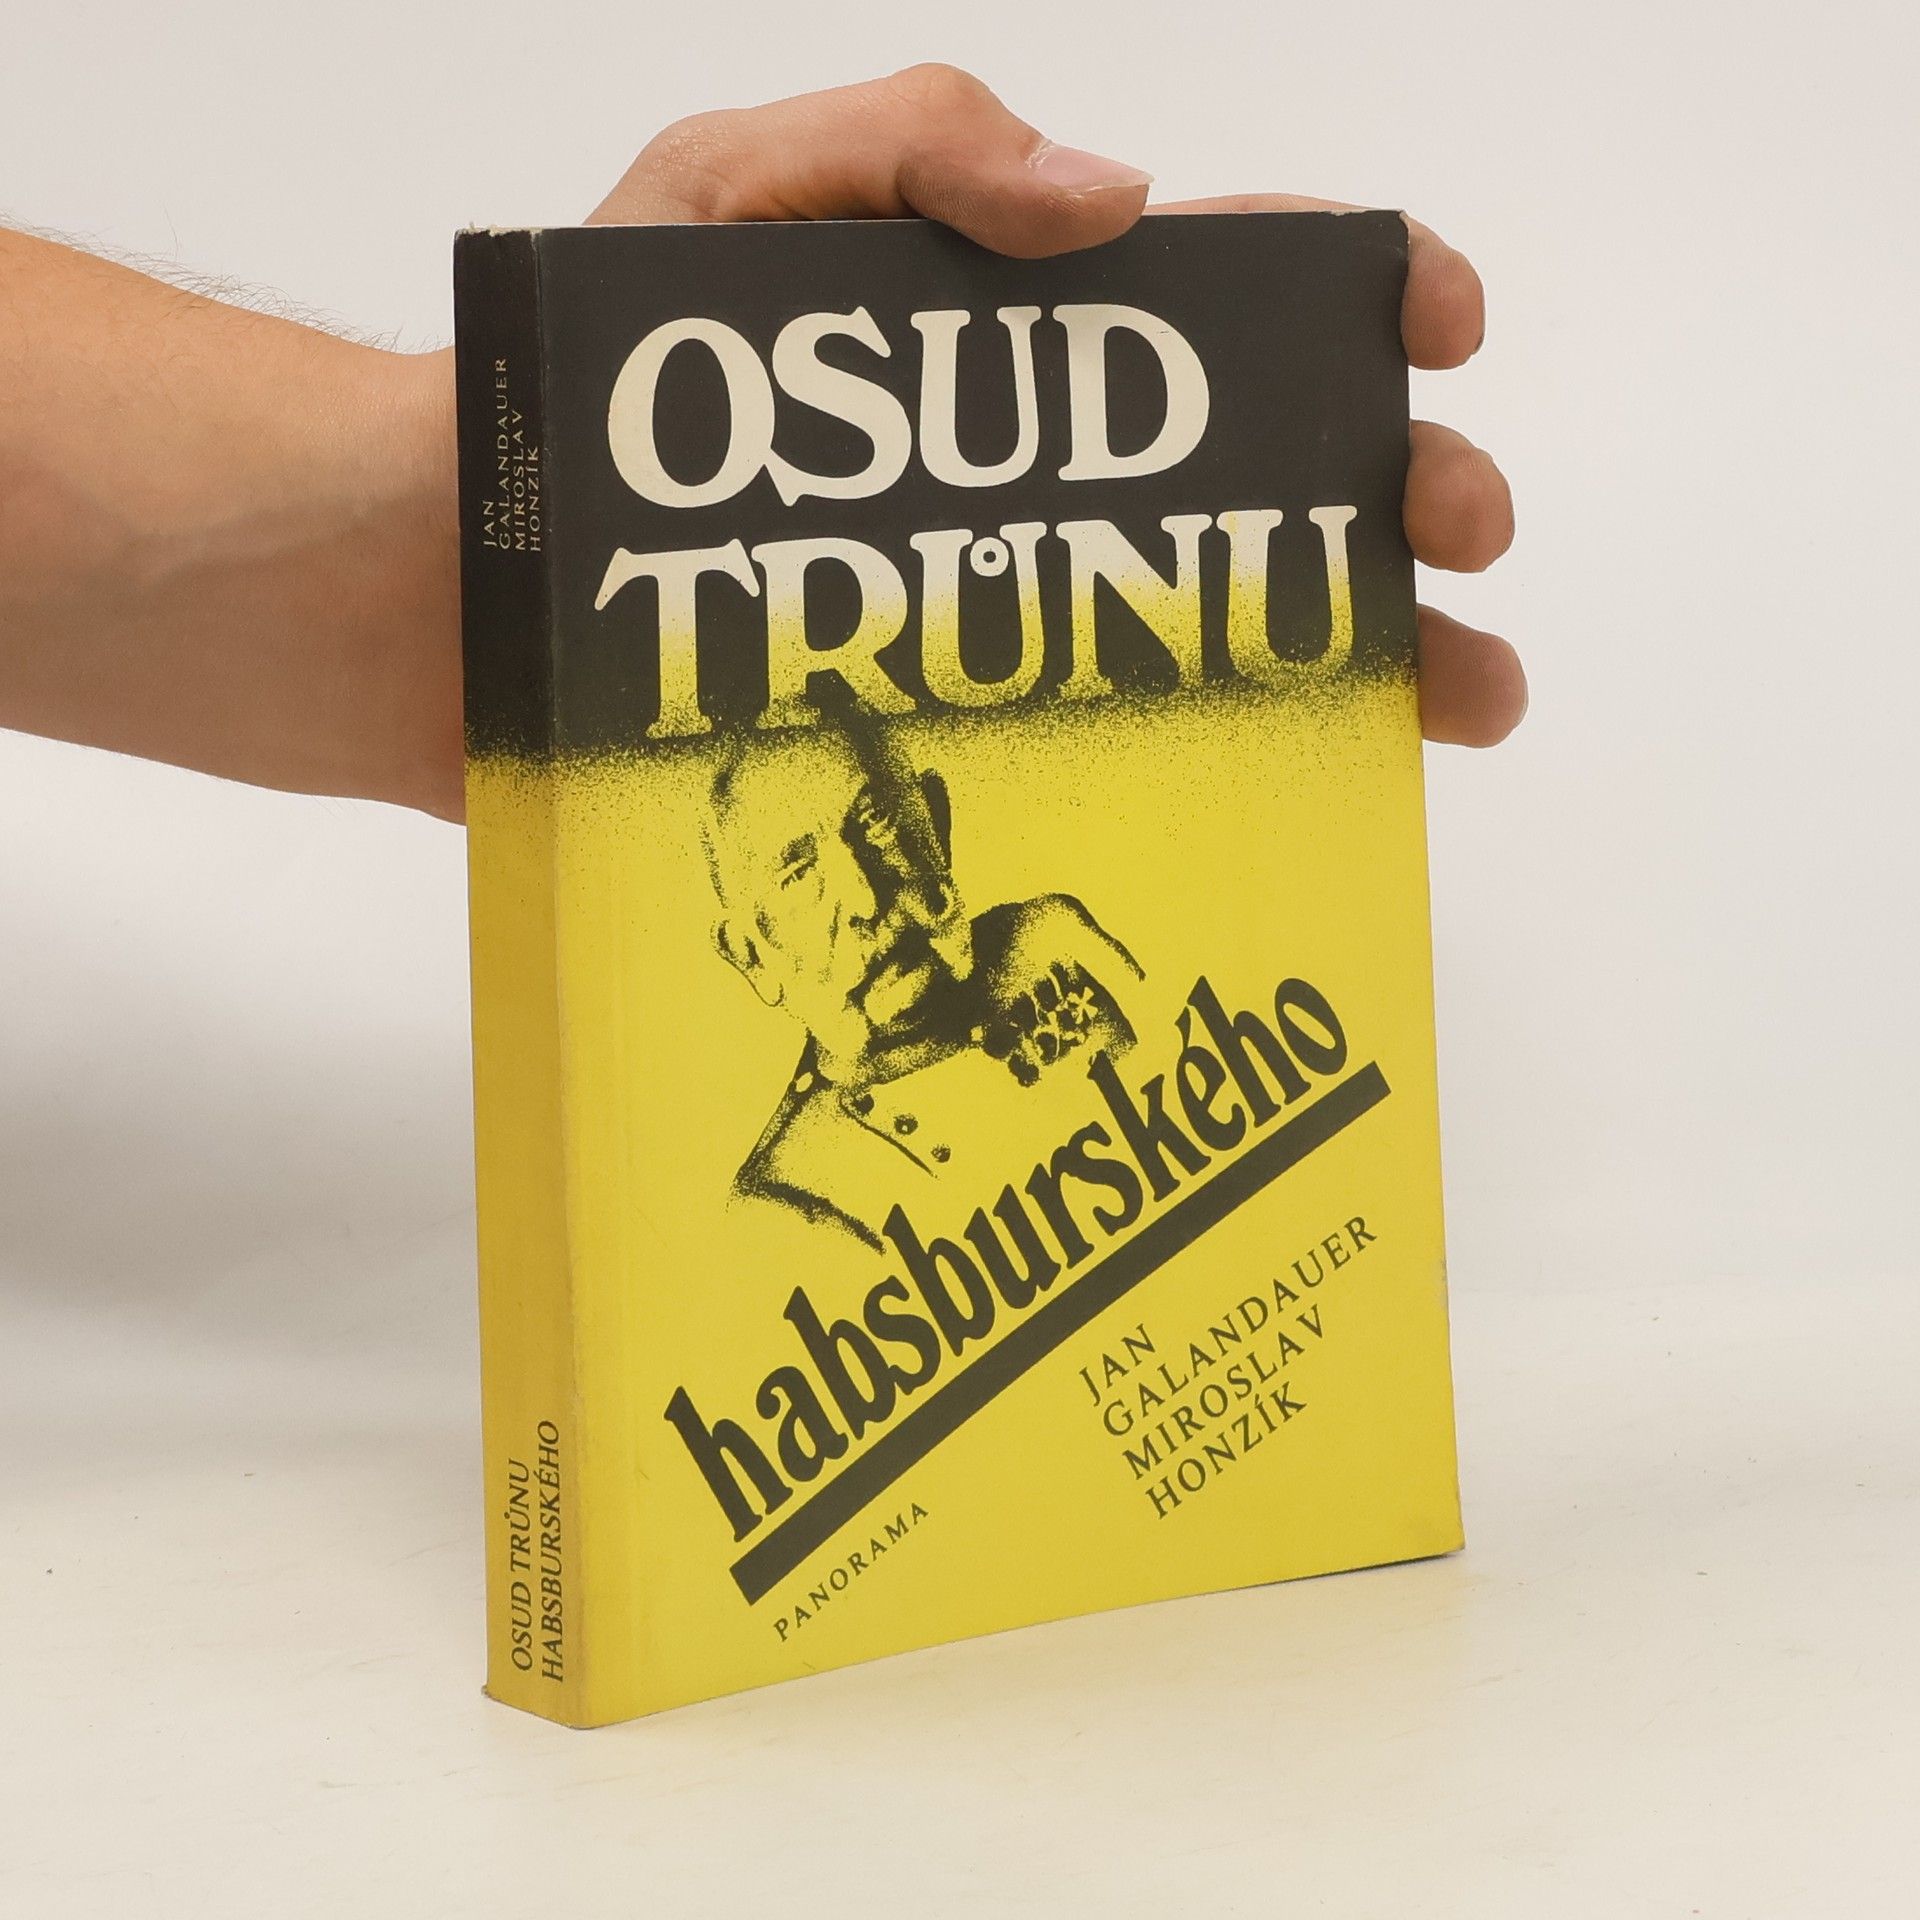 JAN
GALANDAUER
MIROSLAV
HONZÍK
OSUD TRŮNU
HABSBURSKÉHO
OSUD
TRŮNU
habsburského
JAN
GALANDAUER
MIROSLAV
HONZÍK
PANORAMA